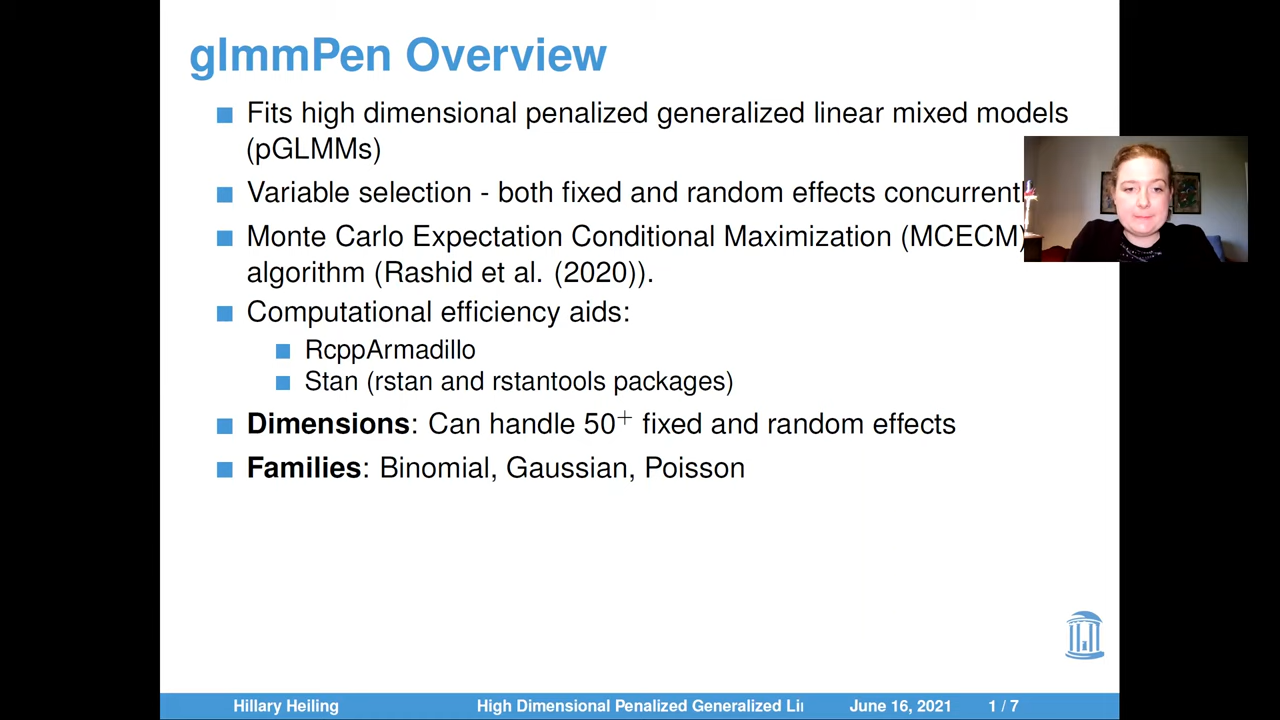 glmmPen Overview
Fits high dimensional penalized generalized linear mixed models
(pGLMMs)
Variable selection - both fixed and random effects
Monte Carlo Expectation Conditional Maximization (MCECM)
algorithm (Rashid et al. (2020)).
Computational efficiency aids:
RcppArmadillo
Stan (rstan and rstantools packages)
Dimensions: Can handle 50⁺ fixed and random effects
Families: Binomial, Gaussian, Poisson
Hillary Heiling High Dimensional Penalized Generalized June 16, 2021 1 / 7